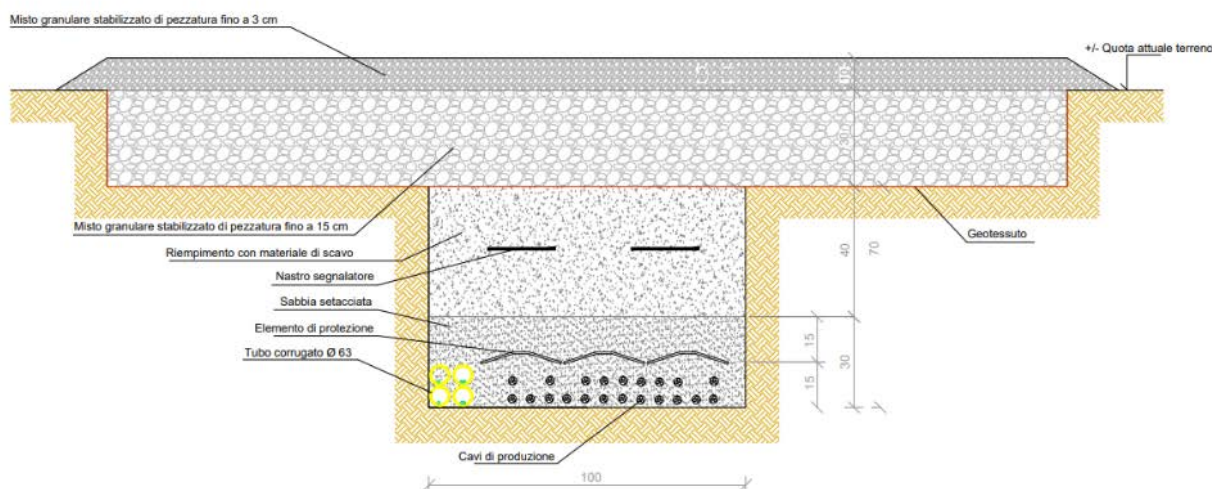 Misto granulare stabilizzato di pezzatura fino a 3 cm
+/- Quota attuale terreno
10
30
Misto granulare stabilizzato di pezzatura fino a 15 cm
Geotessuto
Riempimento con materiale di scavo
40
70
Nastro segnalatore
Sabbia setacciata
Elemento di protezione
15
Tubo corrugato Ø 63
30
15
Cavi di produzione
100